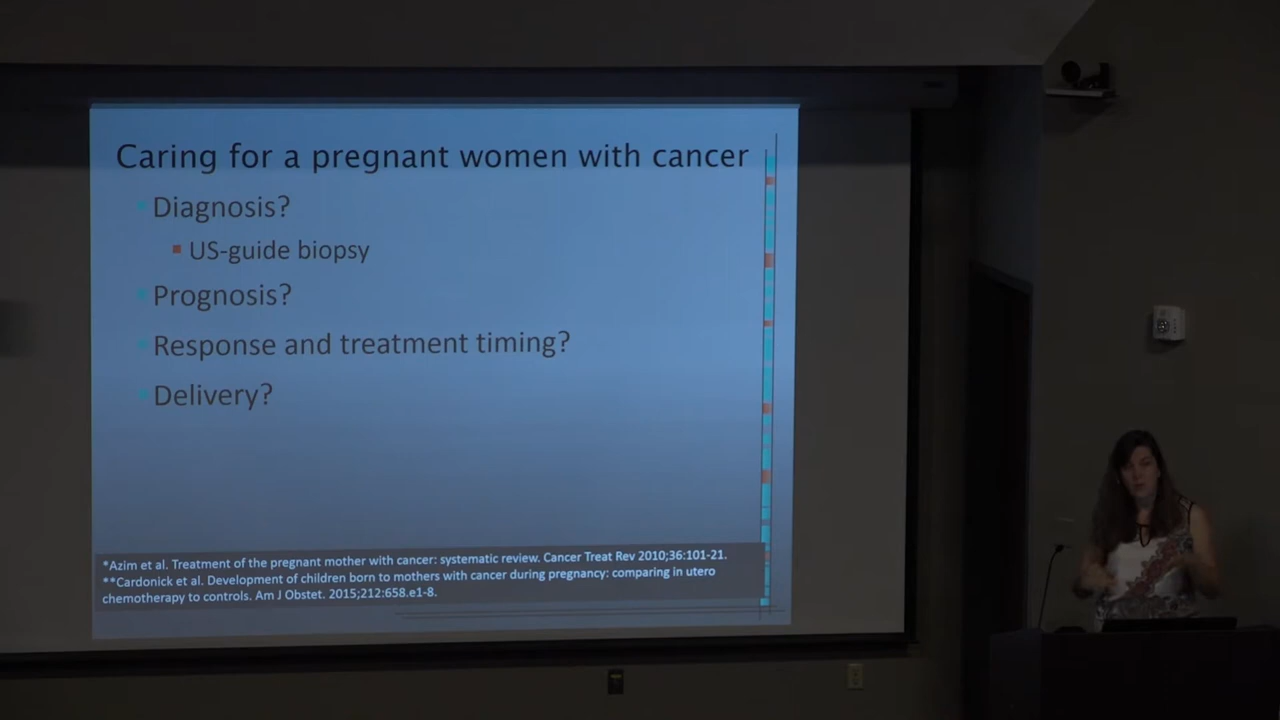 Caring for a pregnant women with cancer
Diagnosis?
US-guide biopsy
Prognosis?
Response and treatment timing?
Delivery?
*Azim et al. Treatment of the pregnant mother with cancer: systematic review. Cancer Treat Rev 2010;36:101-21.
**Cardonick et al. Development of children born to mothers with cancer during pregnancy: comparing in utero
chemotherapy to controls. Am J Obstet. 2015;212:658.e1-8.